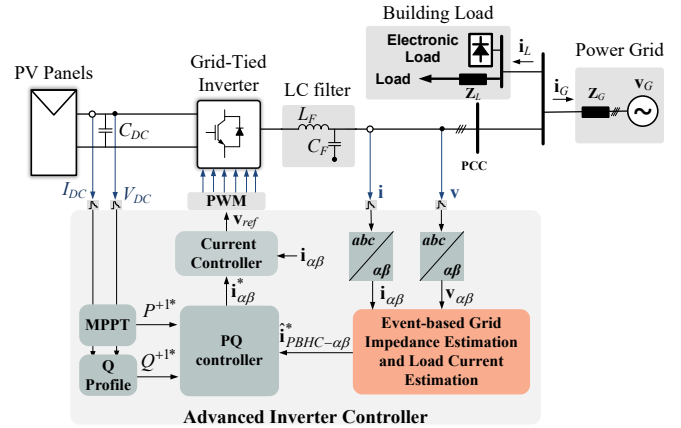 Building Load
Electronic
Load
Load
Z_L
i_L
Power Grid
i_G
v_G
Z_G
PV Panels
Grid-Tied
Inverter
LC filter
L_F
C_F
C_DC
PCC
I_DC
V_DC
PWM
i
v
v_ref
Current
Controller
i_αβ
abc
αβ
abc
αβ
i*_αβ
i_αβ
v_αβ
MPPT
P^{+1*}
PQ
controller
î*_{PBHC−αβ}
Event-based Grid
Impedance Estimation
and Load Current
Estimation
Q
Profile
Q^{+1*}
Advanced Inverter Controller